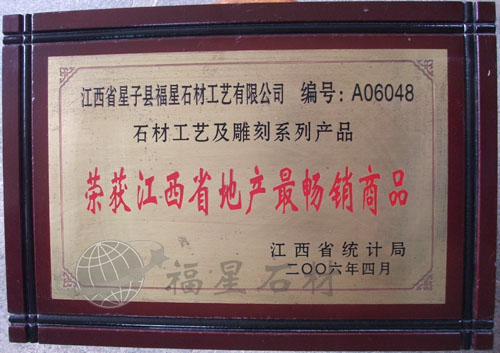 江西省星子县福星石材工艺有限公司 编号：A06048
石材工艺及雕刻系列产品
荣获江西省地产最畅销商品
江西省统计局
二〇〇六年四月
福星石材